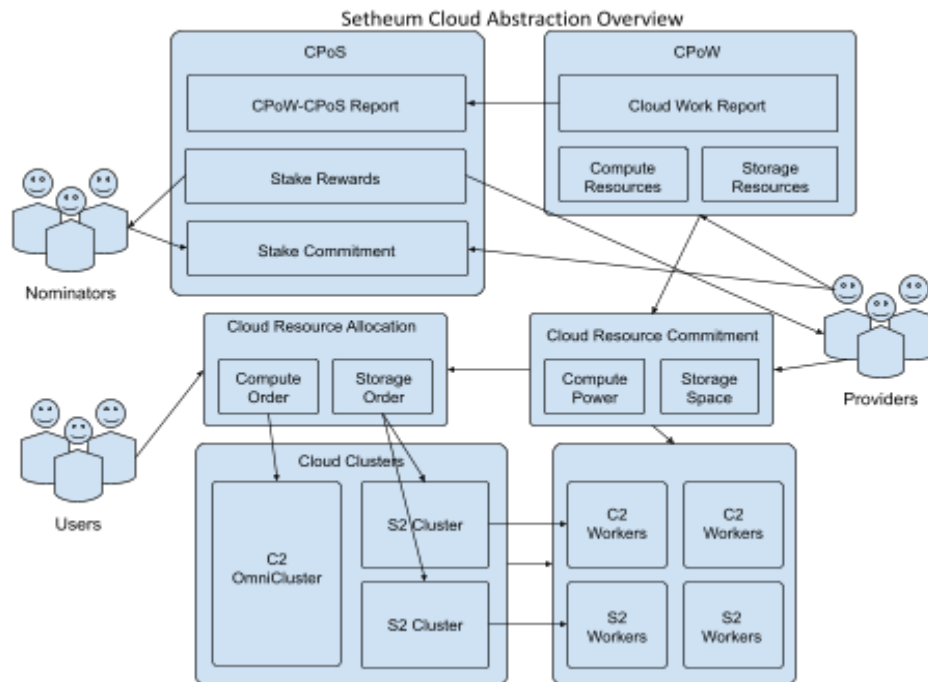 Setheum Cloud Abstraction Overview
CPoS
CPoW-CPoS Report
Stake Rewards
Stake Commitment
CPoW
Cloud Work Report
Compute
Resources
Storage
Resources
Nominators
Providers
Cloud Resource Allocation
Compute
Order
Storage
Order
Cloud Resource Commitment
Compute
Power
Storage
Space
Users
Cloud Clusters
C2
OmniCluster
S2 Cluster
S2 Cluster
C2
Workers
C2
Workers
S2
Workers
S2
Workers